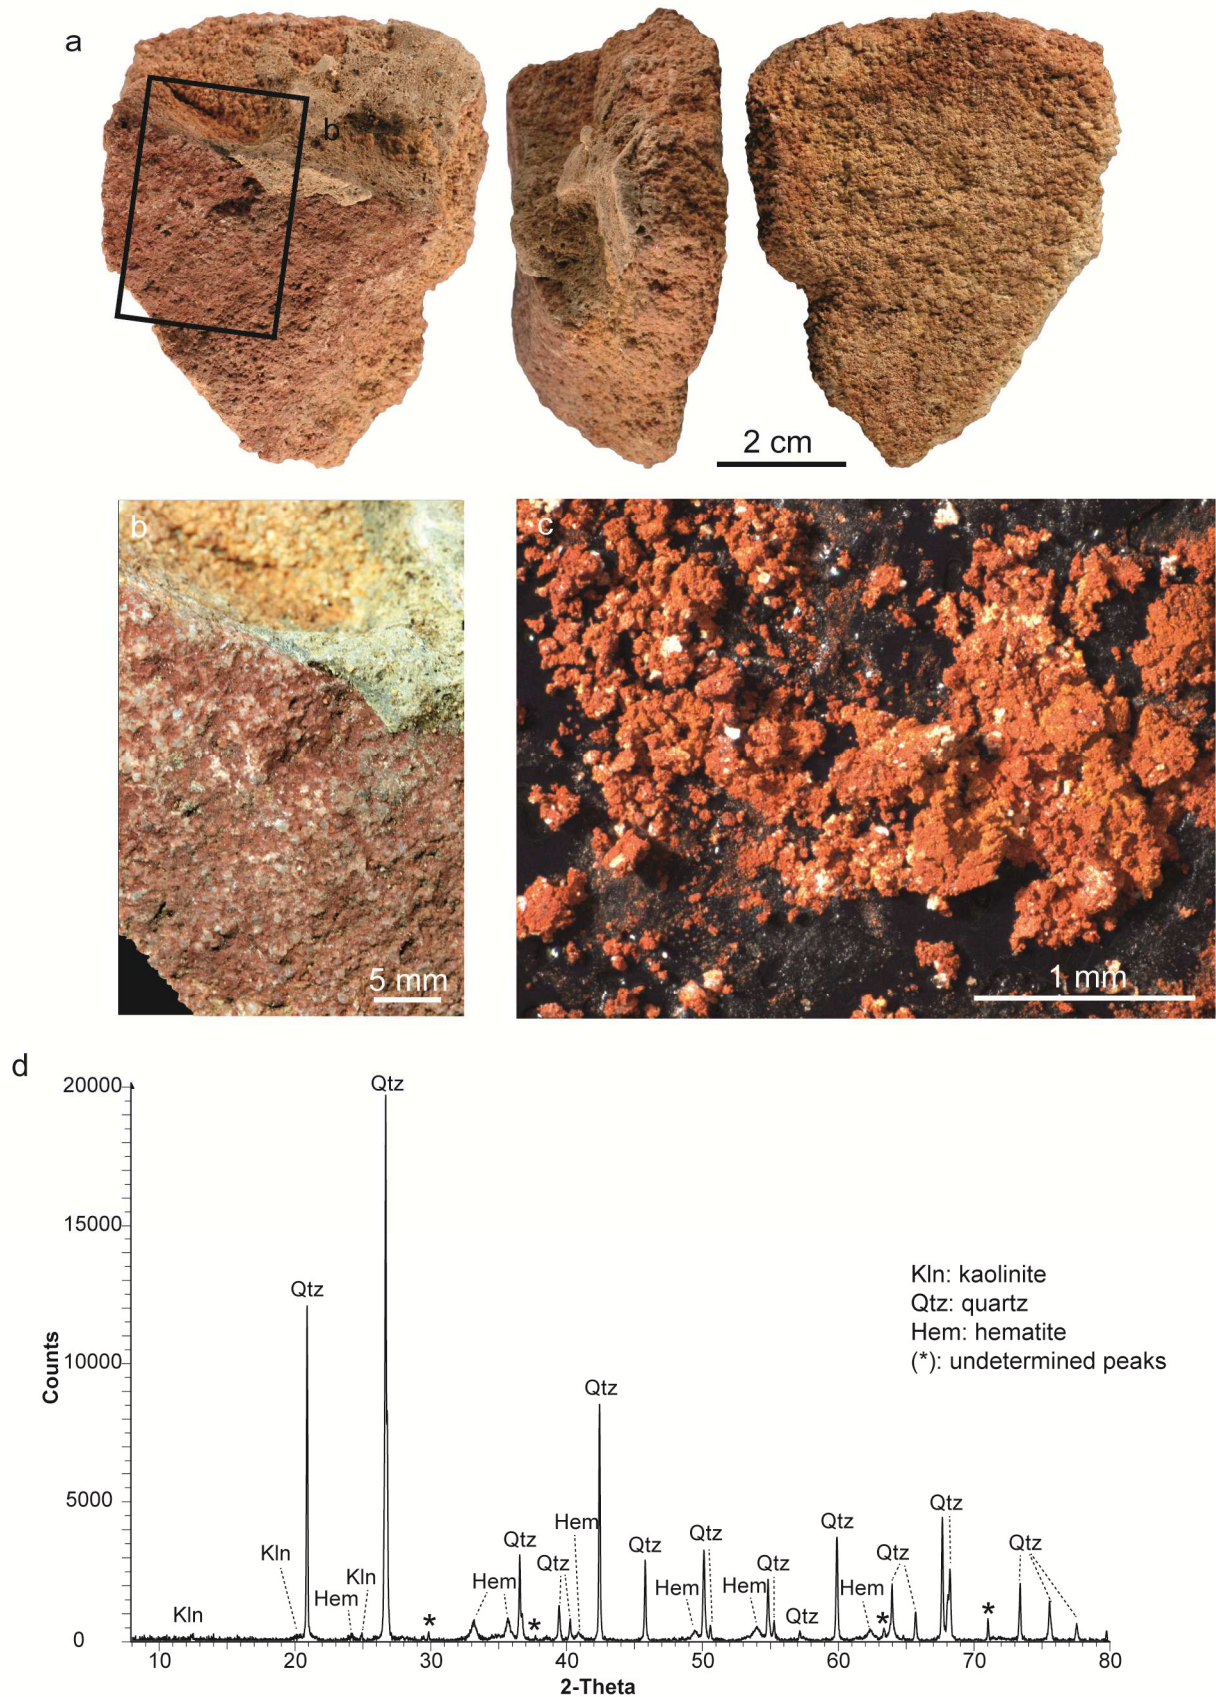 a
b
2 cm
b
c
5 mm
1 mm
d
20000
15000
10000
5000
0
Counts
Qtz
Qtz
Kln: kaolinite
Qtz: quartz
Hem: hematite
(*): undetermined peaks
Qtz
Kln
Kln
Hem
Kln
*
Hem
Qtz
*
Qtz
Hem
Qtz
Hem
Qtz
Hem
Qtz
Qtz
Qtz
Hem
*
Qtz
Qtz
*
Qtz
10 20 30 40 50 60 70 80
2-Theta